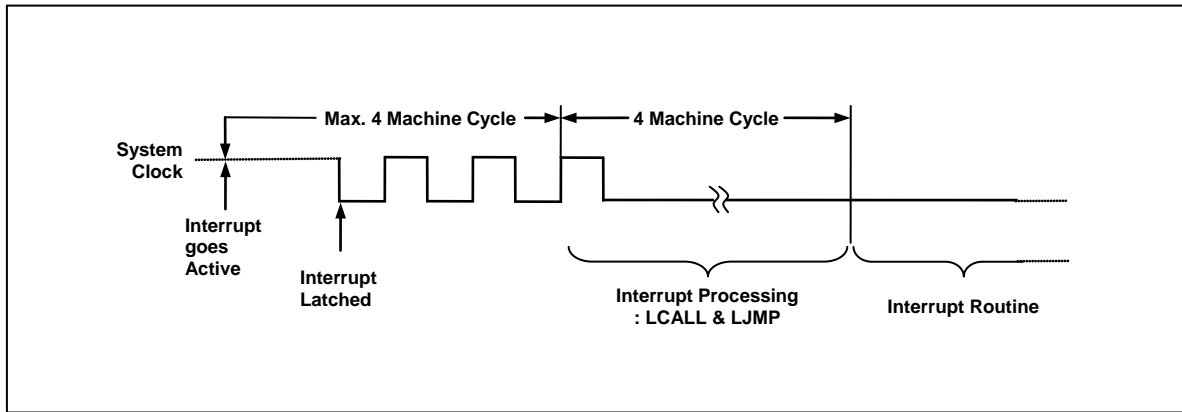 Max. 4 Machine Cycle
4 Machine Cycle
System
Clock
Interrupt
goes
Active
Interrupt
Latched
Interrupt Processing
: LCALL & LJMP
Interrupt Routine